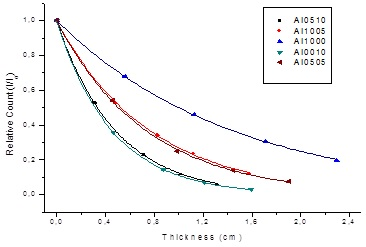 Al0510
Al1005
Al1000
Al0010
Al0505
Relative Count (I/I₀)
1,0
0,8
0,6
0,4
0,2
0,0
0,0
0,4
0,8
1,2
1,6
2,0
2,4
Thickness (cm)